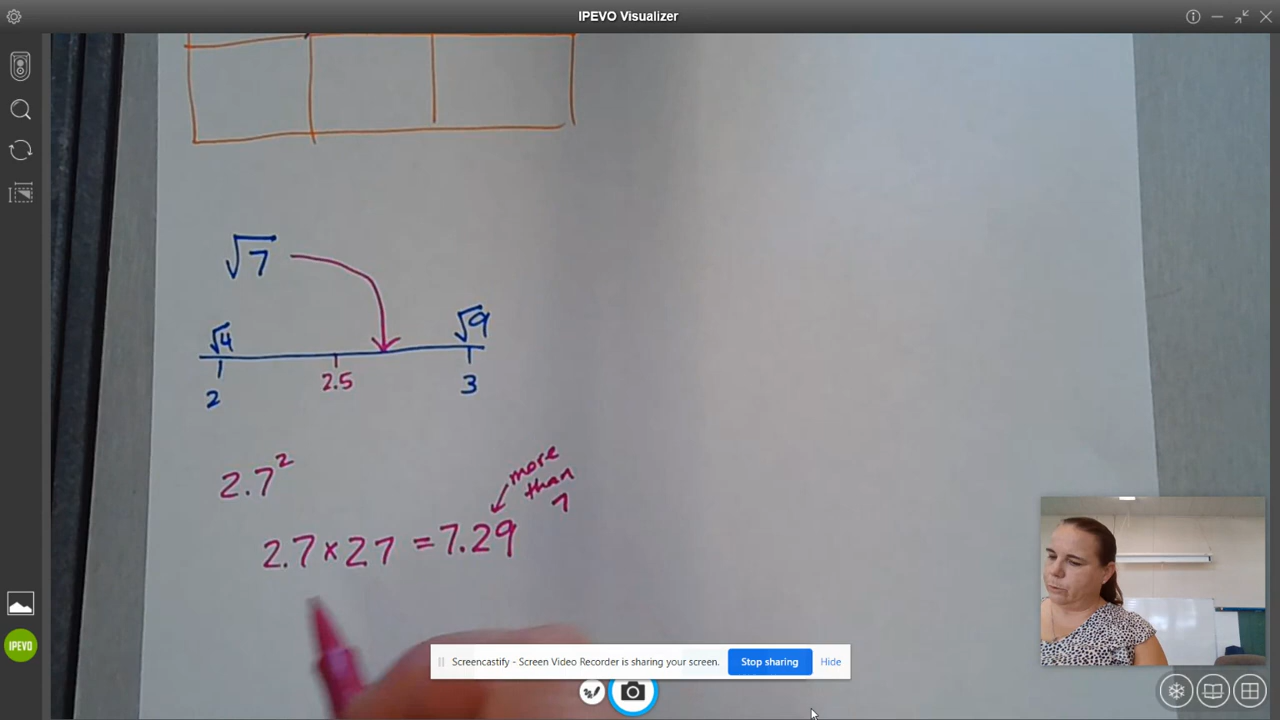 IPEVO Visualizer
√7
√4
√9
2.5
2
3
2.7²
more
than
7
2.7 × 27 = 7.29
Screencastify - Screen Video Recorder is sharing your screen.
Stop sharing
Hide
IPEVO